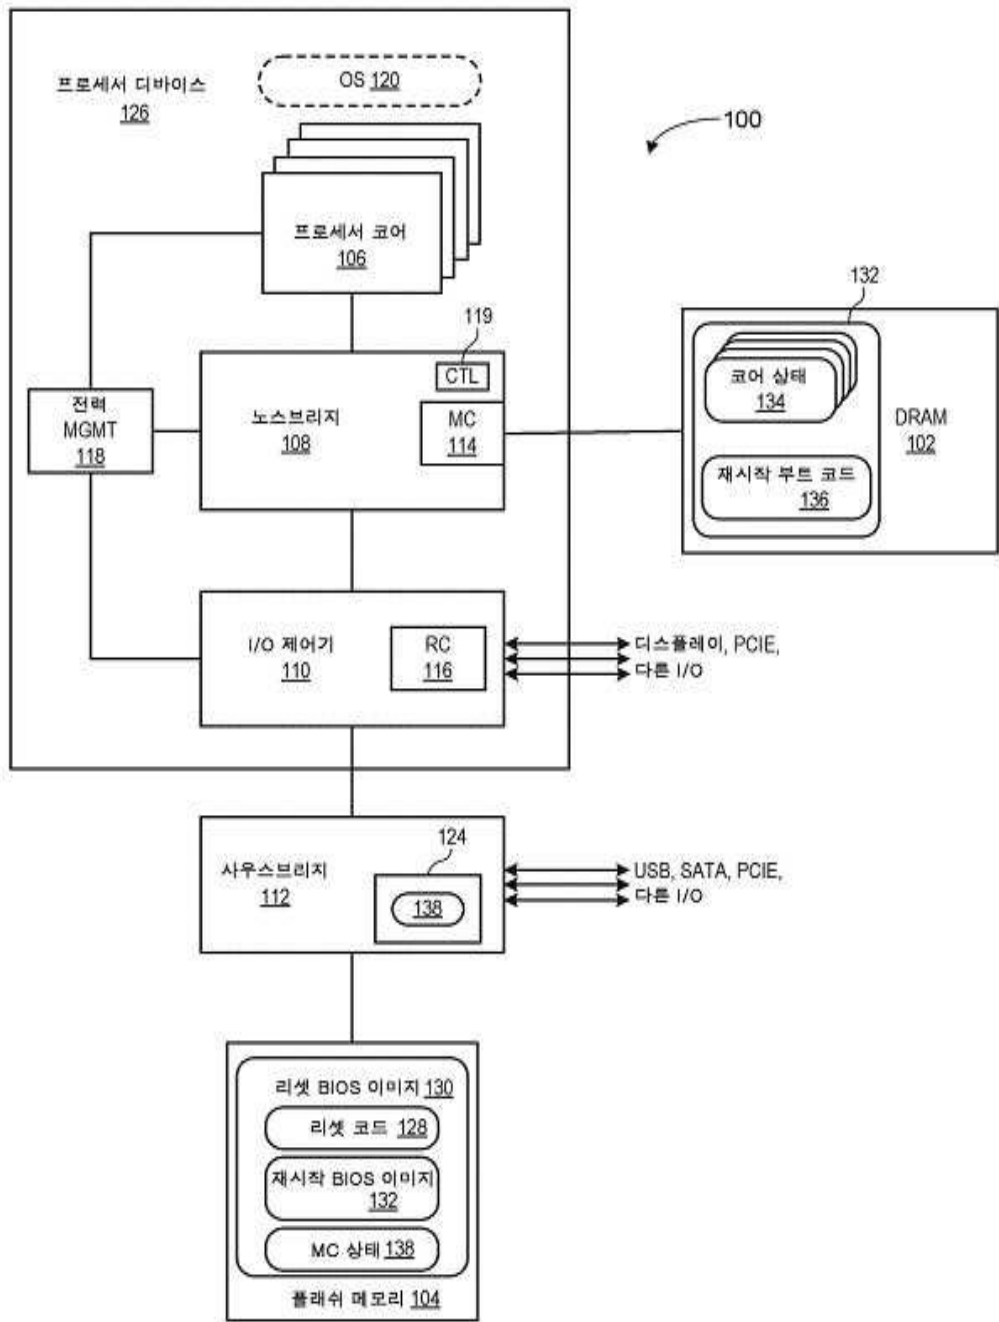 프로세서 디바이스
126
OS 120
100
프로세서 코어
106
119
CTL
노스브리지
108
MC
114
전력
MGMT
118
132
코어 상태
134
재시작 부트 코드
136
DRAM
102
I/O 제어기
110
RC
116
디스플레이, PCIE,
다른 I/O
사우스브리지
112
124
138
USB, SATA, PCIE,
다른 I/O
리셋 BIOS 이미지 130
리셋 코드 128
재시작 BIOS 이미지
132
MC 상태 138
플래쉬 메모리 104